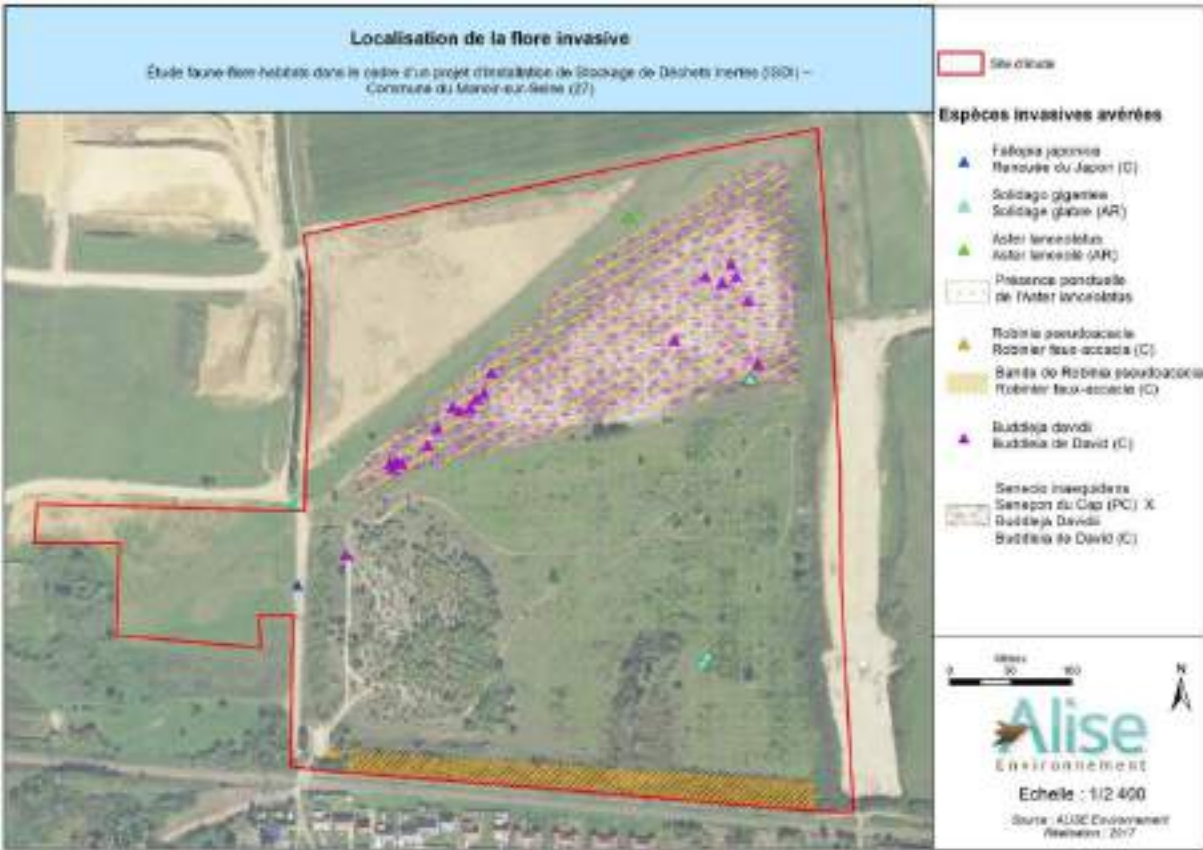 Localisation de la flore invasive
Étude faune-flore-habitats dans le cadre d'un projet d'Installation de Stockage de Déchets Inertes (ISDI) –
Commune du Manoir-sur-Seine (27)
Site d'étude
Espèces invasives avérées
Fallopia japonica
Renouée du Japon (C)
Solidago gigantea
Solidage glabre (AR)
Aster lanceolatus
Aster lancéolé (AR)
Présence ponctuelle
de l'Aster lanceolatus
Robinia pseudoacacia
Robinier faux-accacia (C)
Bande de Robinia pseudoacacia
Robinier faux-accacia (C)
Buddleja davidii
Buddleia de David (C)
Senecio inaequidens
Seneçon du Cap (PC) X
Buddleja Davidii
Buddleia de David (C)
Mètres
0 50 100
N
Alise
Environnement
Echelle : 1/2 400
Source : ALISE Environnement
Réalisation : 2017